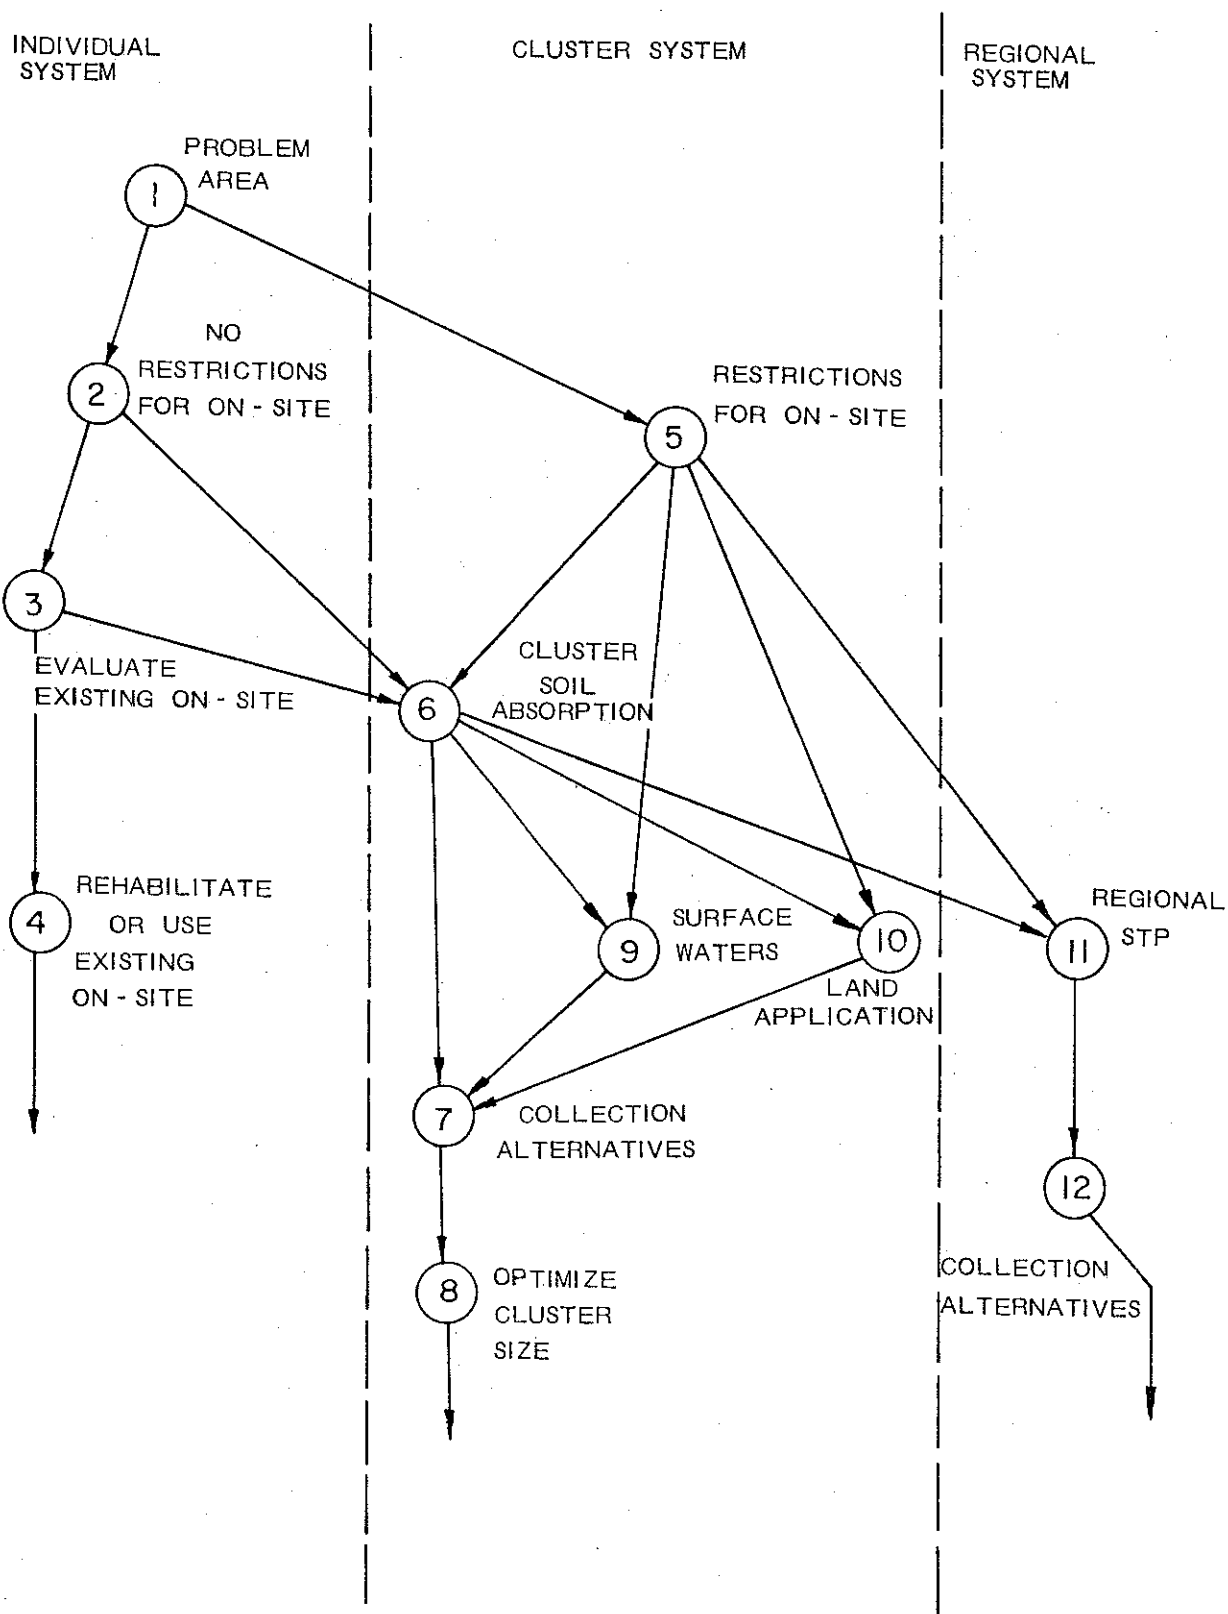 INDIVIDUAL
SYSTEM
CLUSTER SYSTEM
REGIONAL
SYSTEM
PROBLEM
AREA
1
NO
RESTRICTIONS
FOR ON - SITE
2
RESTRICTIONS
FOR ON - SITE
5
3
EVALUATE
EXISTING ON - SITE
CLUSTER
SOIL
ABSORPTION
6
REHABILITATE
OR USE
EXISTING
ON - SITE
4
SURFACE
WATERS
9
10
LAND
APPLICATION
REGIONAL
STP
11
7
COLLECTION
ALTERNATIVES
12
COLLECTION
ALTERNATIVES
8
OPTIMIZE
CLUSTER
SIZE